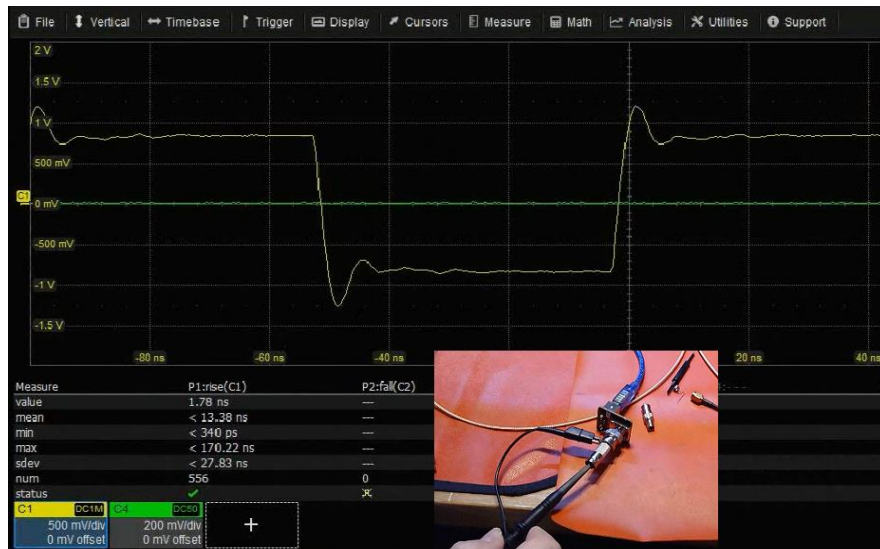 File Vertical Timebase Trigger Display Cursors Measure Math Analysis Utilities Support
2 V
1.5 V
1 V
500 mV
C1
0 mV
-500 mV
-1 V
-1.5 V
-80 ns -60 ns -40 ns 20 ns 40 ns
Measure P1:rise(C1) P2:fall(C2) - - -
value 1.78 ns ---
mean < 13.38 ns ---
min < 340 ps ---
max < 170.22 ns ---
sdev < 27.83 ns ---
num 556 0
status
C1 DC1M C4 DC50
500 mV/div 200 mV/div +
0 mV offset 0 mV offset